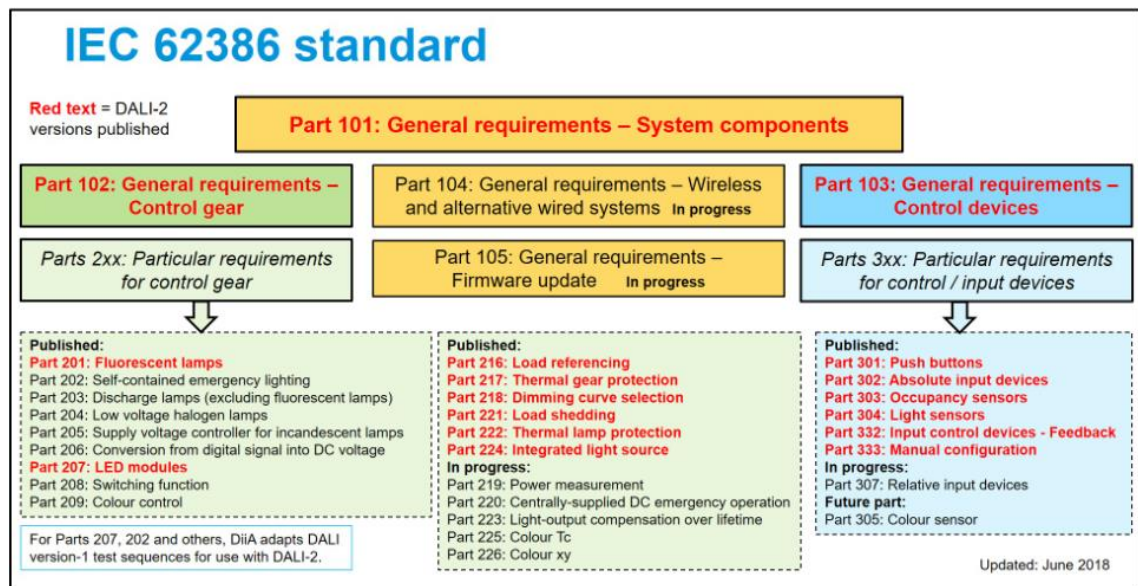 IEC 62386 standard
Red text = DALI-2
versions published
Part 101: General requirements – System components
Part 102: General requirements –
Control gear
Part 104: General requirements – Wireless
and alternative wired systems In progress
Part 103: General requirements –
Control devices
Parts 2xx: Particular requirements
for control gear
Part 105: General requirements –
Firmware update In progress
Parts 3xx: Particular requirements
for control / input devices
Published:
Part 201: Fluorescent lamps
Part 202: Self-contained emergency lighting
Part 203: Discharge lamps (excluding fluorescent lamps)
Part 204: Low voltage halogen lamps
Part 205: Supply voltage controller for incandescent lamps
Part 206: Conversion from digital signal into DC voltage
Part 207: LED modules
Part 208: Switching function
Part 209: Colour control
For Parts 207, 202 and others, DiiA adapts DALI
version-1 test sequences for use with DALI-2.
Published:
Part 216: Load referencing
Part 217: Thermal gear protection
Part 218: Dimming curve selection
Part 221: Load shedding
Part 222: Thermal lamp protection
Part 224: Integrated light source
In progress:
Part 219: Power measurement
Part 220: Centrally-supplied DC emergency operation
Part 223: Light-output compensation over lifetime
Part 225: Colour Tc
Part 226: Colour xy
Published:
Part 301: Push buttons
Part 302: Absolute input devices
Part 303: Occupancy sensors
Part 304: Light sensors
Part 332: Input control devices - Feedback
Part 333: Manual configuration
In progress:
Part 307: Relative input devices
Future part:
Part 305: Colour sensor
Updated: June 2018